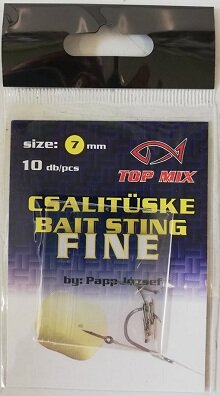 size: 7 mm
10 db/pcs
TOP MIX
CSALITÜSKE
BAIT STING
FINE
by: Papp József